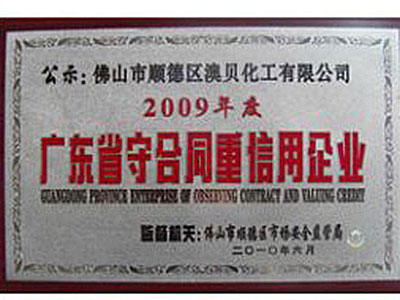 公示：佛山市顺德区澳贝化工有限公司
2009年度
广东省守合同重信用企业
GUANGDONG PROVINCE ENTERPRISE OF OBSERVING CONTRACT AND VALUING CREDIT
监督机关：佛山市顺德区市场安全监管局
二〇一〇年六月